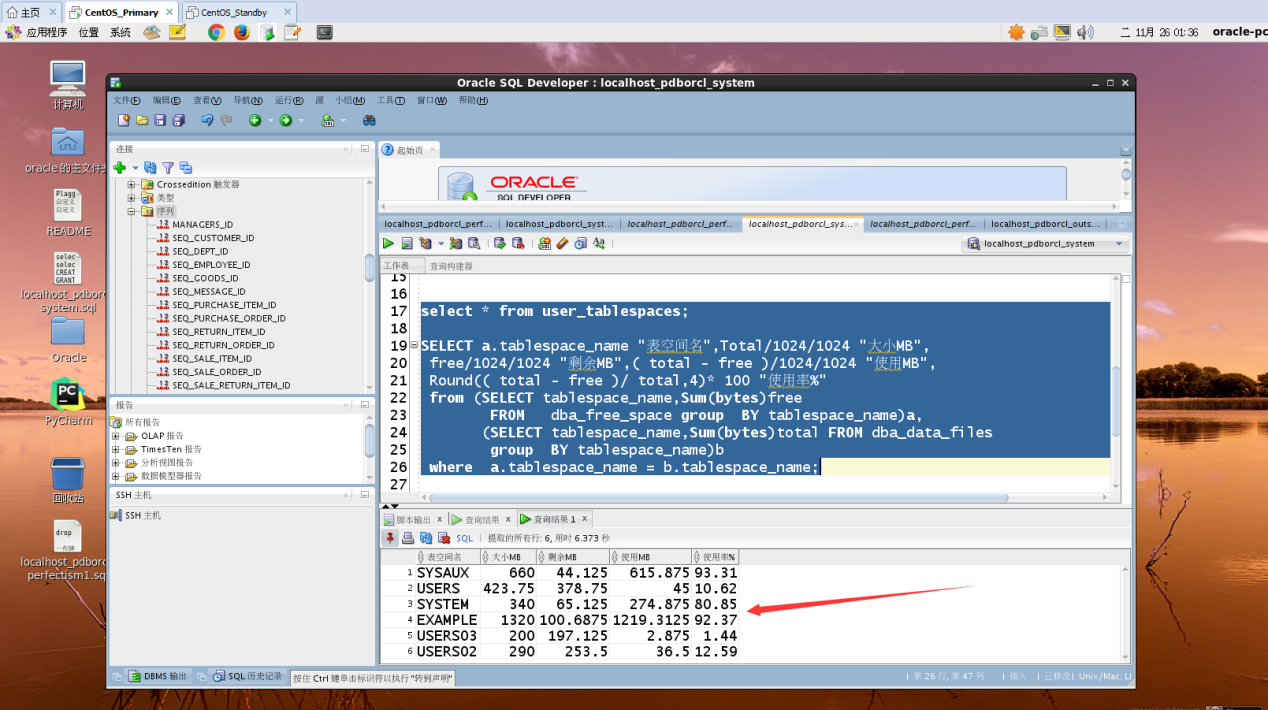 主页
CentOS_Primary
CentOS_Standby
应用程序 位置 系统
二 11月 26 01:36
oracle-pc
计算机
oracle 的主文件夹
Plagg
自定义
自定义
README
selec
selec
CREAT
GRANT
localhost_pdborc
system.sql
Oracle
PyCharm
回收站
drop
localhost_pdborc
perfectism1.sq
Oracle SQL Developer : localhost_pdborcl_system
文件(F) 编辑(E) 查看(V) 导航(N) 运行(R) 源 小组(M) 工具(T) 窗口(W) 帮助(H)
连接
Crossedition 触发器
类型
序列
MANAGERS_ID
SEQ_CUSTOMER_ID
SEQ_DEPT_ID
SEQ_EMPLOYEE_ID
SEQ_GOODS_ID
SEQ_MESSAGE_ID
SEQ_PURCHASE_ITEM_ID
SEQ_PURCHASE_ORDER_ID
SEQ_RETURN_ITEM_ID
SEQ_RETURN_ORDER_ID
SEQ_SALE_ITEM_ID
SEQ_SALE_ORDER_ID
SEQ_SALE_RETURN_ITEM_ID
报告
所有报告
OLAP 报告
TimesTen 报告
分析视图报告
数据模型器报告
SSH 主机
SSH 主机
起始页
ORACLE
SQL DEVELOPER
localhost_pdborcl_perf... localhost_pdborcl_syst... localhost_pdborcl_perf... localhost_pdborcl_sys... localhost_pdborcl_perf... localhost_pdborcl_outs...
localhost_pdborcl_system
工作表 查询构建器
15
16
17 select * from user_tablespaces;
18
19 SELECT a.tablespace_name "表空间名",Total/1024/1024 "大小MB",
20 free/1024/1024 "剩余MB",( total - free )/1024/1024 "使用MB",
21 Round(( total - free )/ total,4)* 100 "使用率%"
22 from (SELECT tablespace_name,Sum(bytes)free
23 FROM dba_free_space group BY tablespace_name)a,
24 (SELECT tablespace_name,Sum(bytes)total FROM dba_data_files
25 group BY tablespace_name)b
26 where a.tablespace_name = b.tablespace_name;
27
脚本输出 查询结果 查询结果 1
SQL | 提取的所有行: 6, 用时 6.373 秒
表空间名 大小MB 剩余MB 使用MB 使用率%
1 SYSAUX 660 44.125 615.875 93.31
2 USERS 423.75 378.75 45 10.62
3 SYSTEM 340 65.125 274.875 80.85
4 EXAMPLE 1320 100.6875 1219.3125 92.37
5 USERS03 200 197.125 2.875 1.44
6 USERS02 290 253.5 36.5 12.59
DBMS 输出 SQL 历史记录 按住 Ctrl 键单击标识符以执行"转到声明"
| 第 26 行, 第 47 列 | 插入 | 已修改 | Unix/Mac: LI